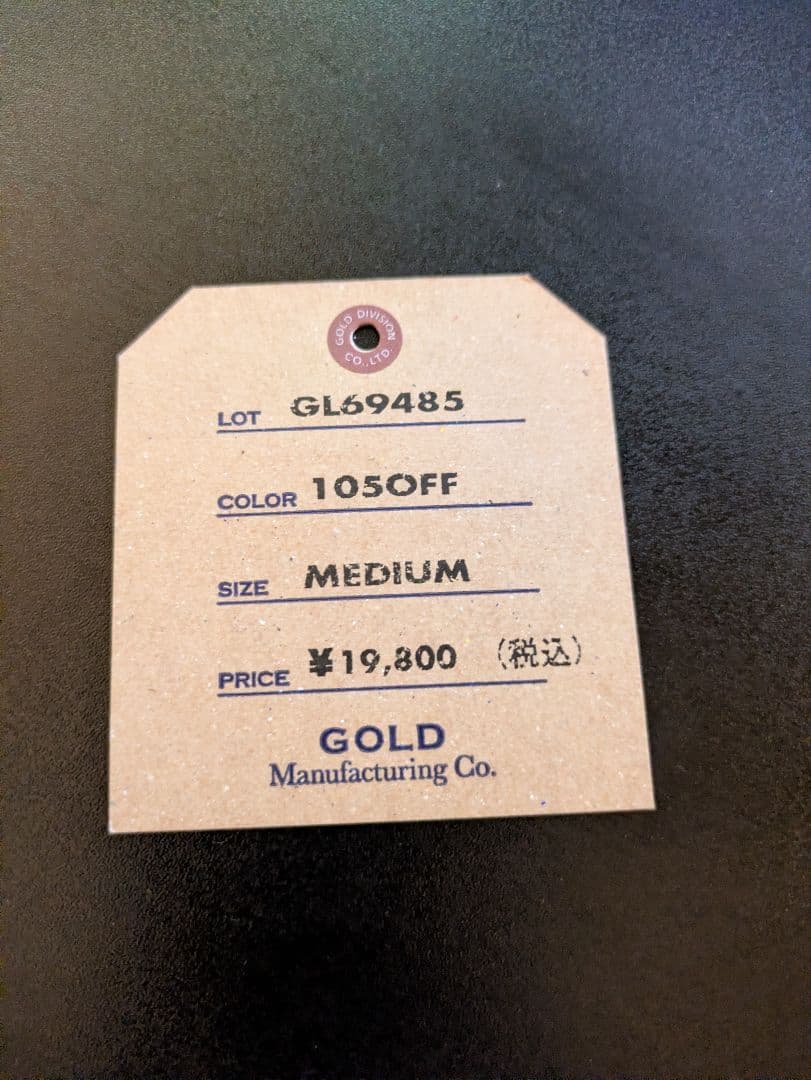 GOLD DIVISION
CO.,LTD.
LOT GL69485
COLOR 105OFF
SIZE MEDIUM
PRICE ¥19,800 (税込)
GOLD
Manufacturing Co.